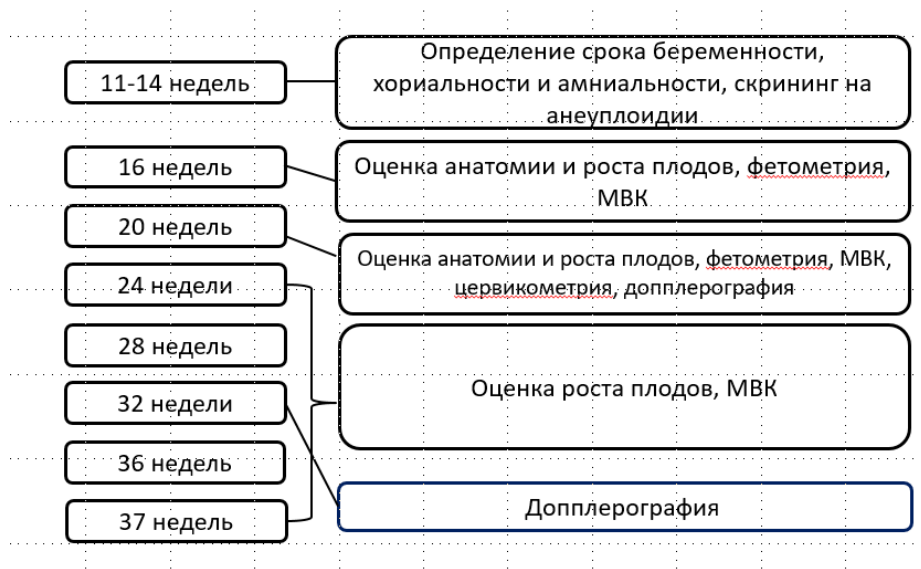 11-14 недель
Определение срока беременности,
хориальности и амниальности, скрининг на
анеуплоидии
16 недель
Оценка анатомии и роста плодов, фетометрия,
МВК
20 недель
Оценка анатомии и роста плодов, фетометрия, МВК,
цервикометрия, допплерография
24 недели
28 недель
32 недели
36 недель
37 недель
Оценка роста плодов, МВК
Допплерография